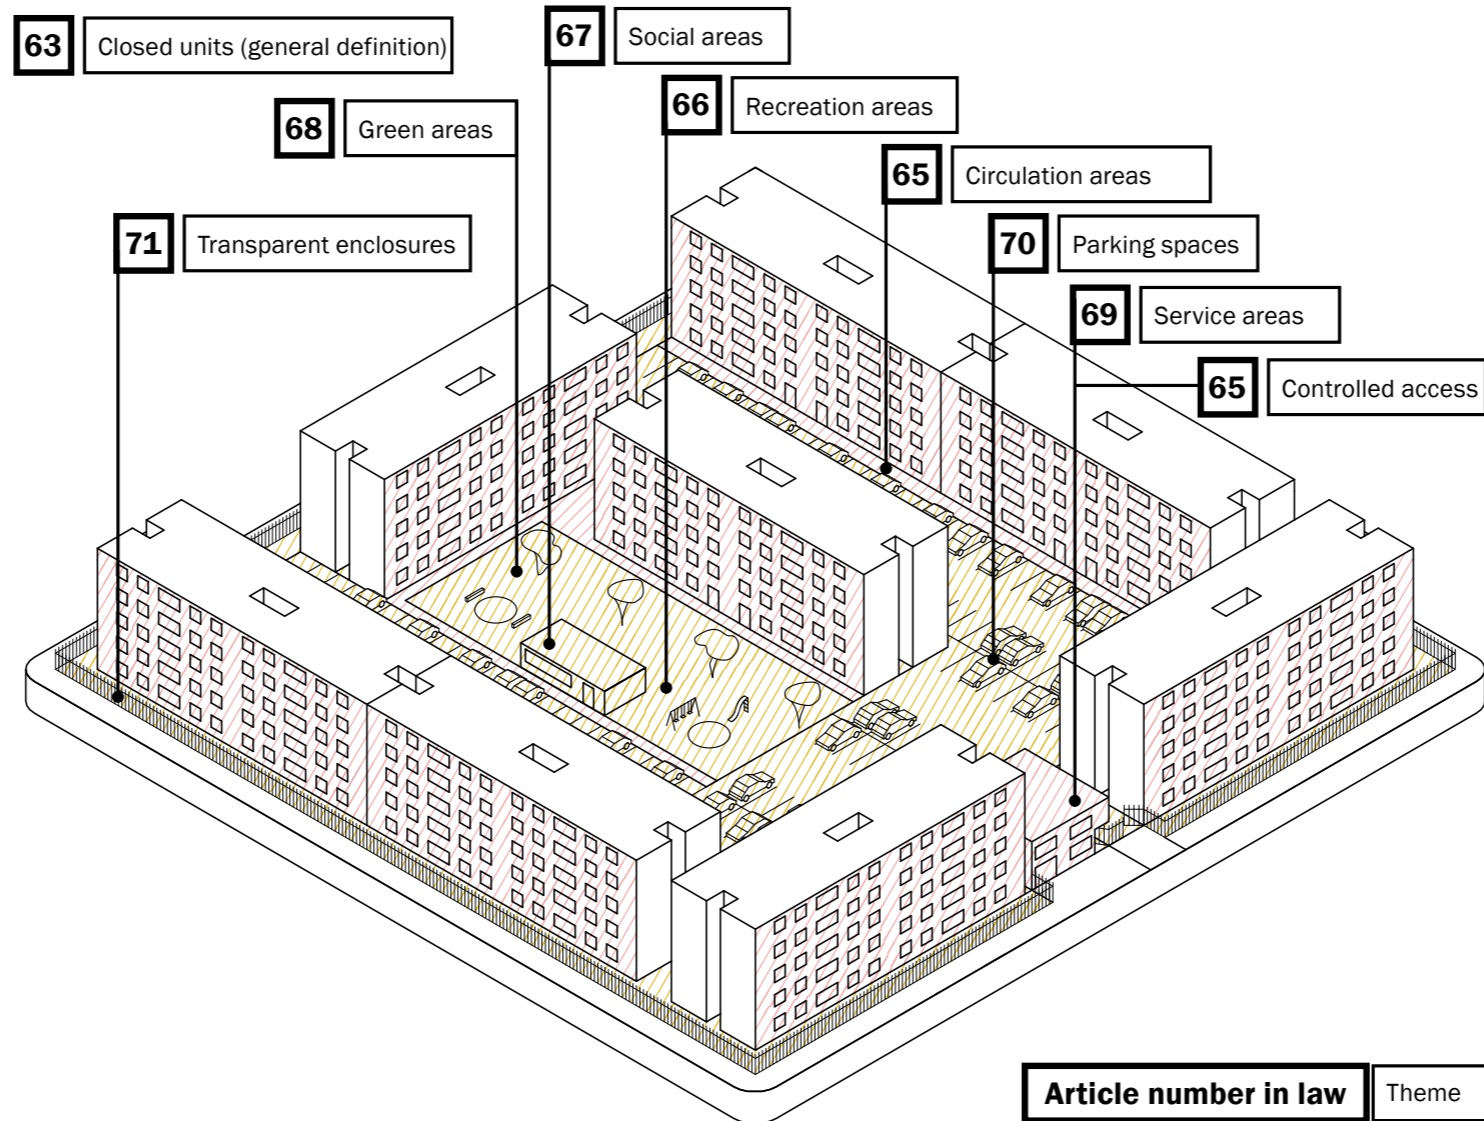 63 Closed units (general definition)
67 Social areas
66 Recreation areas
68 Green areas
65 Circulation areas
71 Transparent enclosures
70 Parking spaces
69 Service areas
65 Controlled access
Article number in law Theme